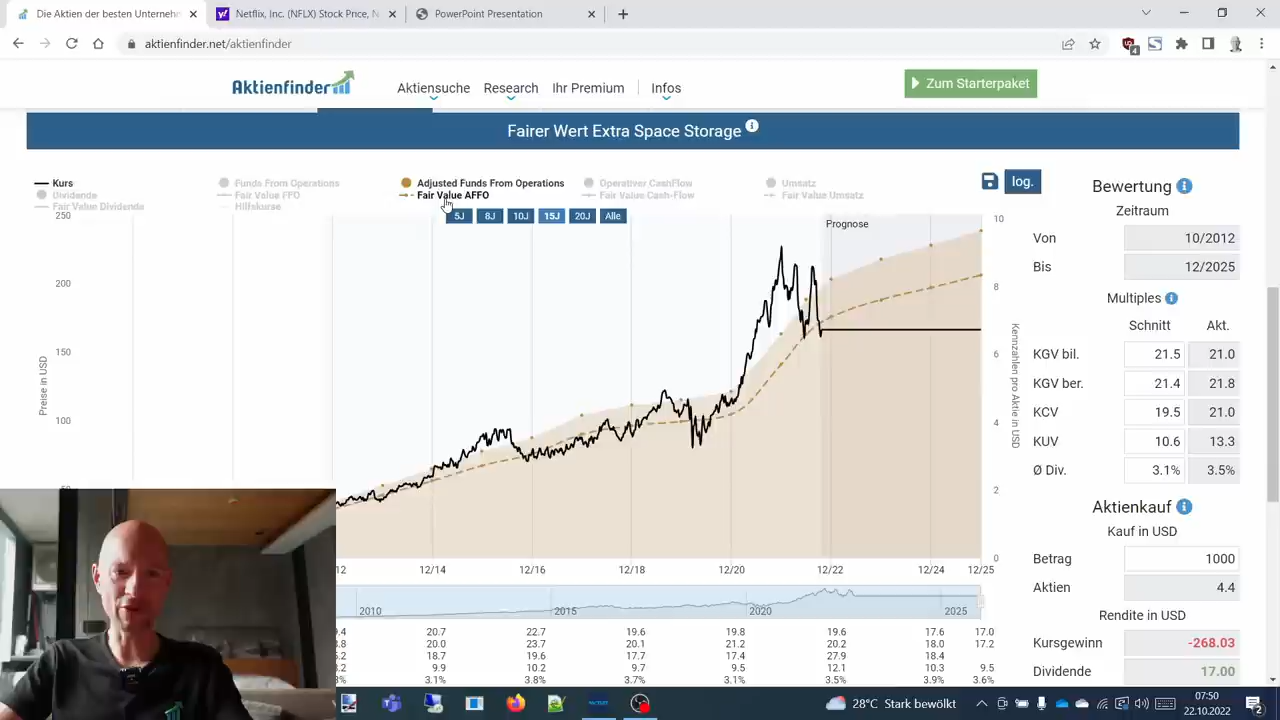 Die Aktien der besten Unterneh
Netflix, Inc. (NFLX) Stock Price, N
PowerPoint Presentation
aktienfinder.net/aktienfinder
4
Aktienfinder
Aktiensuche Research Ihr Premium Infos
Zum Starterpaket
Fairer Wert Extra Space Storage
Kurs Funds From Operations Adjusted Funds From Operations Operativer CashFlow Umsatz
Dividende Fair Value FFO Fair Value AFFO Fair Value Cash-Flow Fair Value Umsatz
Fair Value Dividende Hilfskurse
log.
5J 8J 10J 15J 20J Alle
Prognose
250
200
150
100
50
Preise in USD
10
8
6
4
2
0
Kennzahlen pro Aktie in USD
12 12/14 12/16 12/18 12/20 12/22 12/24 12/25
2010 2015 2020 2025
9.4 20.7 22.7 19.6 19.8 19.6 17.6 17.0
.8 20.0 23.7 20.1 21.2 20.2 18.0 17.2
.2 18.7 19.6 17.7 17.4 27.9 18.4
.2 9.9 10.2 9.7 9.5 12.1 10.3 9.5
3.1% 3.8% 3.7% 3.1% 3.5% 3.9% 3.6%
Bewertung
Zeitraum
Von 10/2012
Bis 12/2025
Multiples
Schnitt Akt.
KGV bil. 21.5 21.0
KGV ber. 21.4 21.8
KCV 19.5 21.0
KUV 10.6 13.3
Ø Div. 3.1% 3.5%
Aktienkauf
Kauf in USD
Betrag 1000
Aktien 4.4
Rendite in USD
Kursgewinn -268.03
Dividende 17.00
28°C Stark bewölkt
07:50
22.10.2022
2